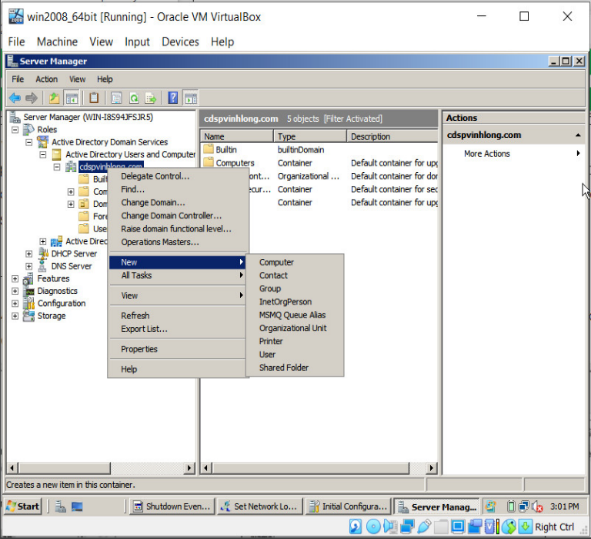 win2008_64bit [Running] - Oracle VM VirtualBox
File Machine View Input Devices Help
Server Manager
File Action View Help
Server Manager (WIN-I8S94JFSJR5)
Roles
Active Directory Domain Services
Active Directory Users and Computer
cdspvinhlong.com
Buil
Com
Dom
Fore
Use
Active Direc
DHCP Server
DNS Server
Features
Diagnostics
Configuration
Storage
cdspvinhlong.com 5 objects [Filter Activated]
Name Type Description
Builtin builtinDomain
Computers Container Default container for upg
ont... Organizational ... Default container for dor
ecur... Container Default container for sec
Container Default container for upg
Actions
cdspvinhlong.com
More Actions
Delegate Control...
Find...
Change Domain...
Change Domain Controller...
Raise domain functional level...
Operations Masters...
New
All Tasks
View
Refresh
Export List...
Properties
Help
Computer
Contact
Group
InetOrgPerson
MSMQ Queue Alias
Organizational Unit
Printer
User
Shared Folder
Creates a new item in this container.
Start Shutdown Even... Set Network Lo... Initial Configura... Server Manag... 3:01 PM
Right Ctrl